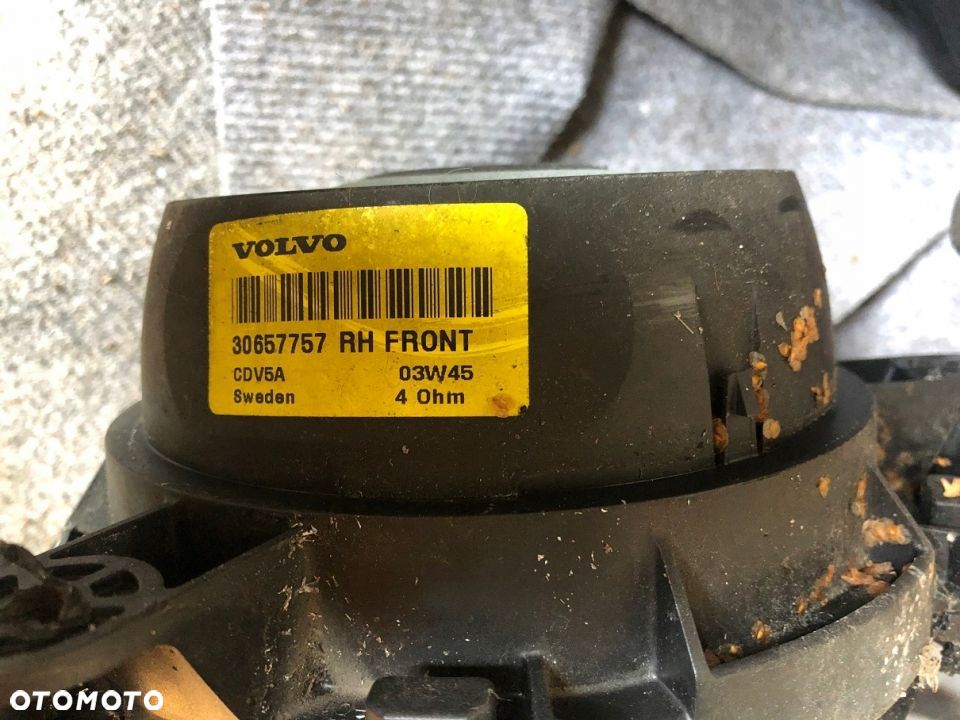 VOLVO
30657757 RH FRONT
CDV5A 03W45
Sweden 4 Ohm
OTOMOTO